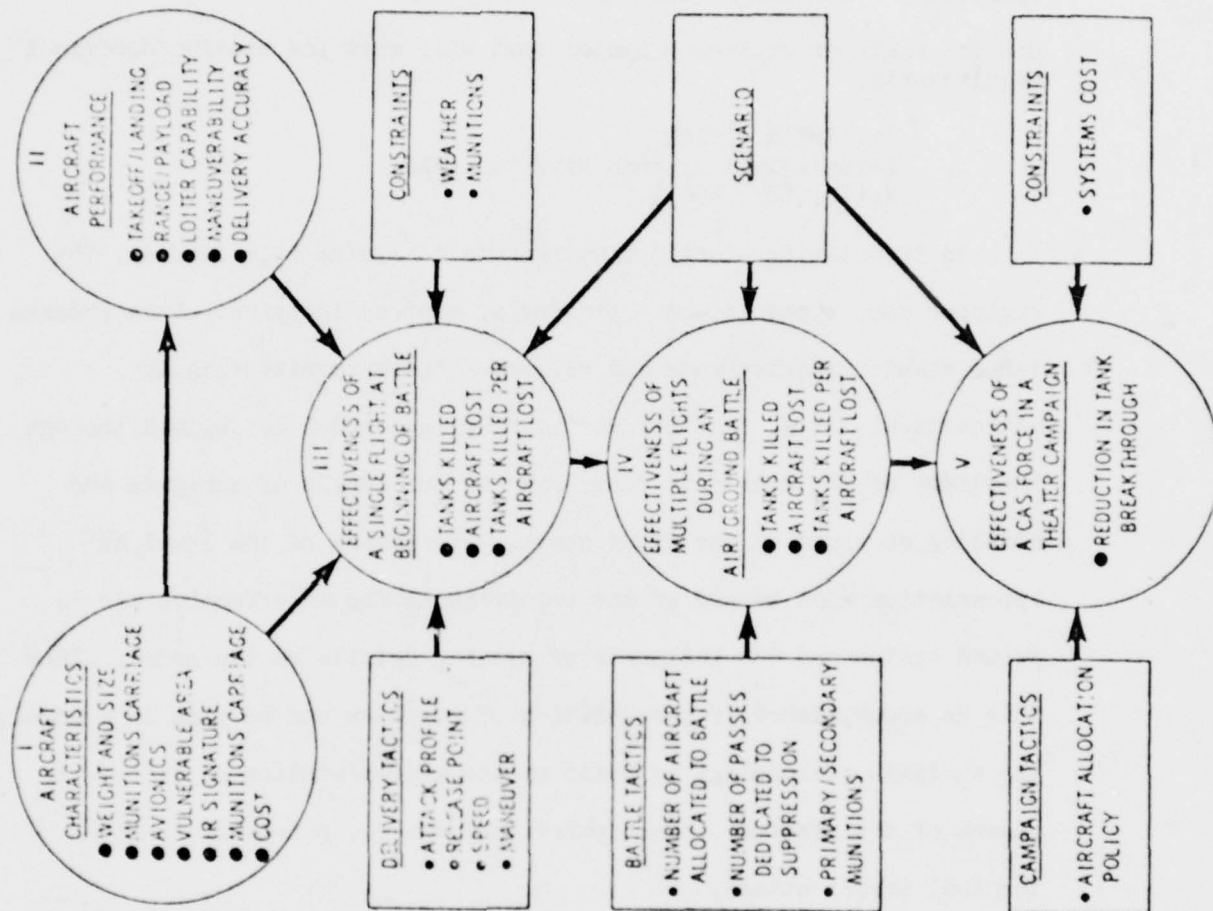 I
AIRCRAFT
CHARACTERISTICS
• WEIGHT AND SIZE
• MUNITIONS CARRIAGE
• AVIONICS
• VULNERABLE AREA
• IR SIGNATURE
• MUNITIONS CARRIAGE
• COST
II
AIRCRAFT
PERFORMANCE
• TAKEOFF/LANDING
• RANGE/PAYLOAD
• LOITER CAPABILITY
• MANEUVERABILITY
• DELIVERY ACCURACY
DELIVERY TACTICS
• ATTACK PROFILE
• RELEASE POINT
• SPEED
• MANEUVER
III
EFFECTIVENESS OF
A SINGLE FLIGHT AT
BEGINING OF BATTLE
• TANKS KILLED
• AIRCRAFT LOST
• TANKS KILLED PER
AIRCRAFT LOST
CONSTRAINTS
• WEATHER
• MUNITIONS
BATTLE TACTICS
• NUMBER OF AIRCRAFT
ALLOCATED TO BATTLE
• NUMBER OF PASSES
DEDICATED TO
SUPPRESSION
• PRIMARY/SECONDARY
MUNITIONS
IV
EFFECTIVENESS OF
MULTIPLE FLIGHTS
DURING AN
AIR/GROUND BATTLE
• TANKS KILLED
• AIRCRAFT LOST
• TANKS KILLED PER
AIRCRAFT LOST
SCENARIO
CAMPAIGN TACTICS
• AIRCRAFT ALLOCATION
POLICY
V
EFFECTIVENESS OF
A CAS FORCE IN A
THEATER CAMPAIGN
• REDUCTION IN TANK
BREAKTHROUGH
CONSTRAINTS
• SYSTEMS COST